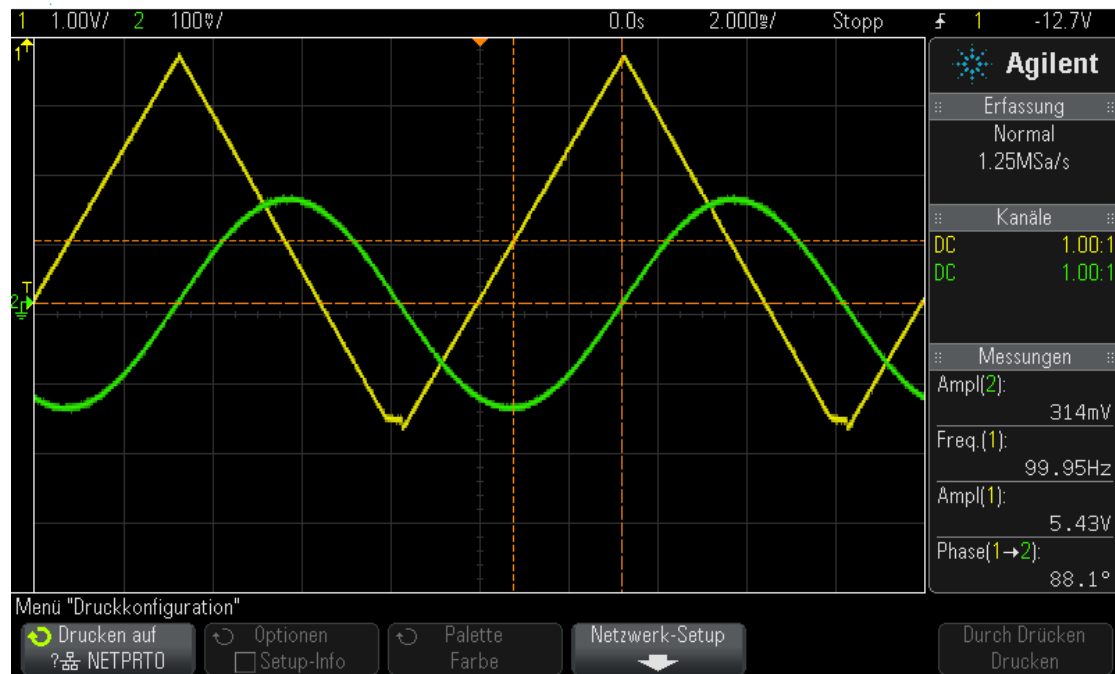 1 1.00V/ 2 100mV/ 0.0s 2.000ms/ Stopp 1 -12.7V
1
T
2
Agilent
Erfassung
Normal
1.25MSa/s
Kanäle
DC 1.00:1
DC 1.00:1
Messungen
Ampl(2):
314mV
Freq.(1):
99.95Hz
Ampl(1):
5.43V
Phase(1→2):
88.1°
Menü "Druckkonfiguration"
Drucken auf
?品 NETPRT0
Optionen
Setup-Info
Palette
Farbe
Netzwerk-Setup
Durch Drücken
Drucken